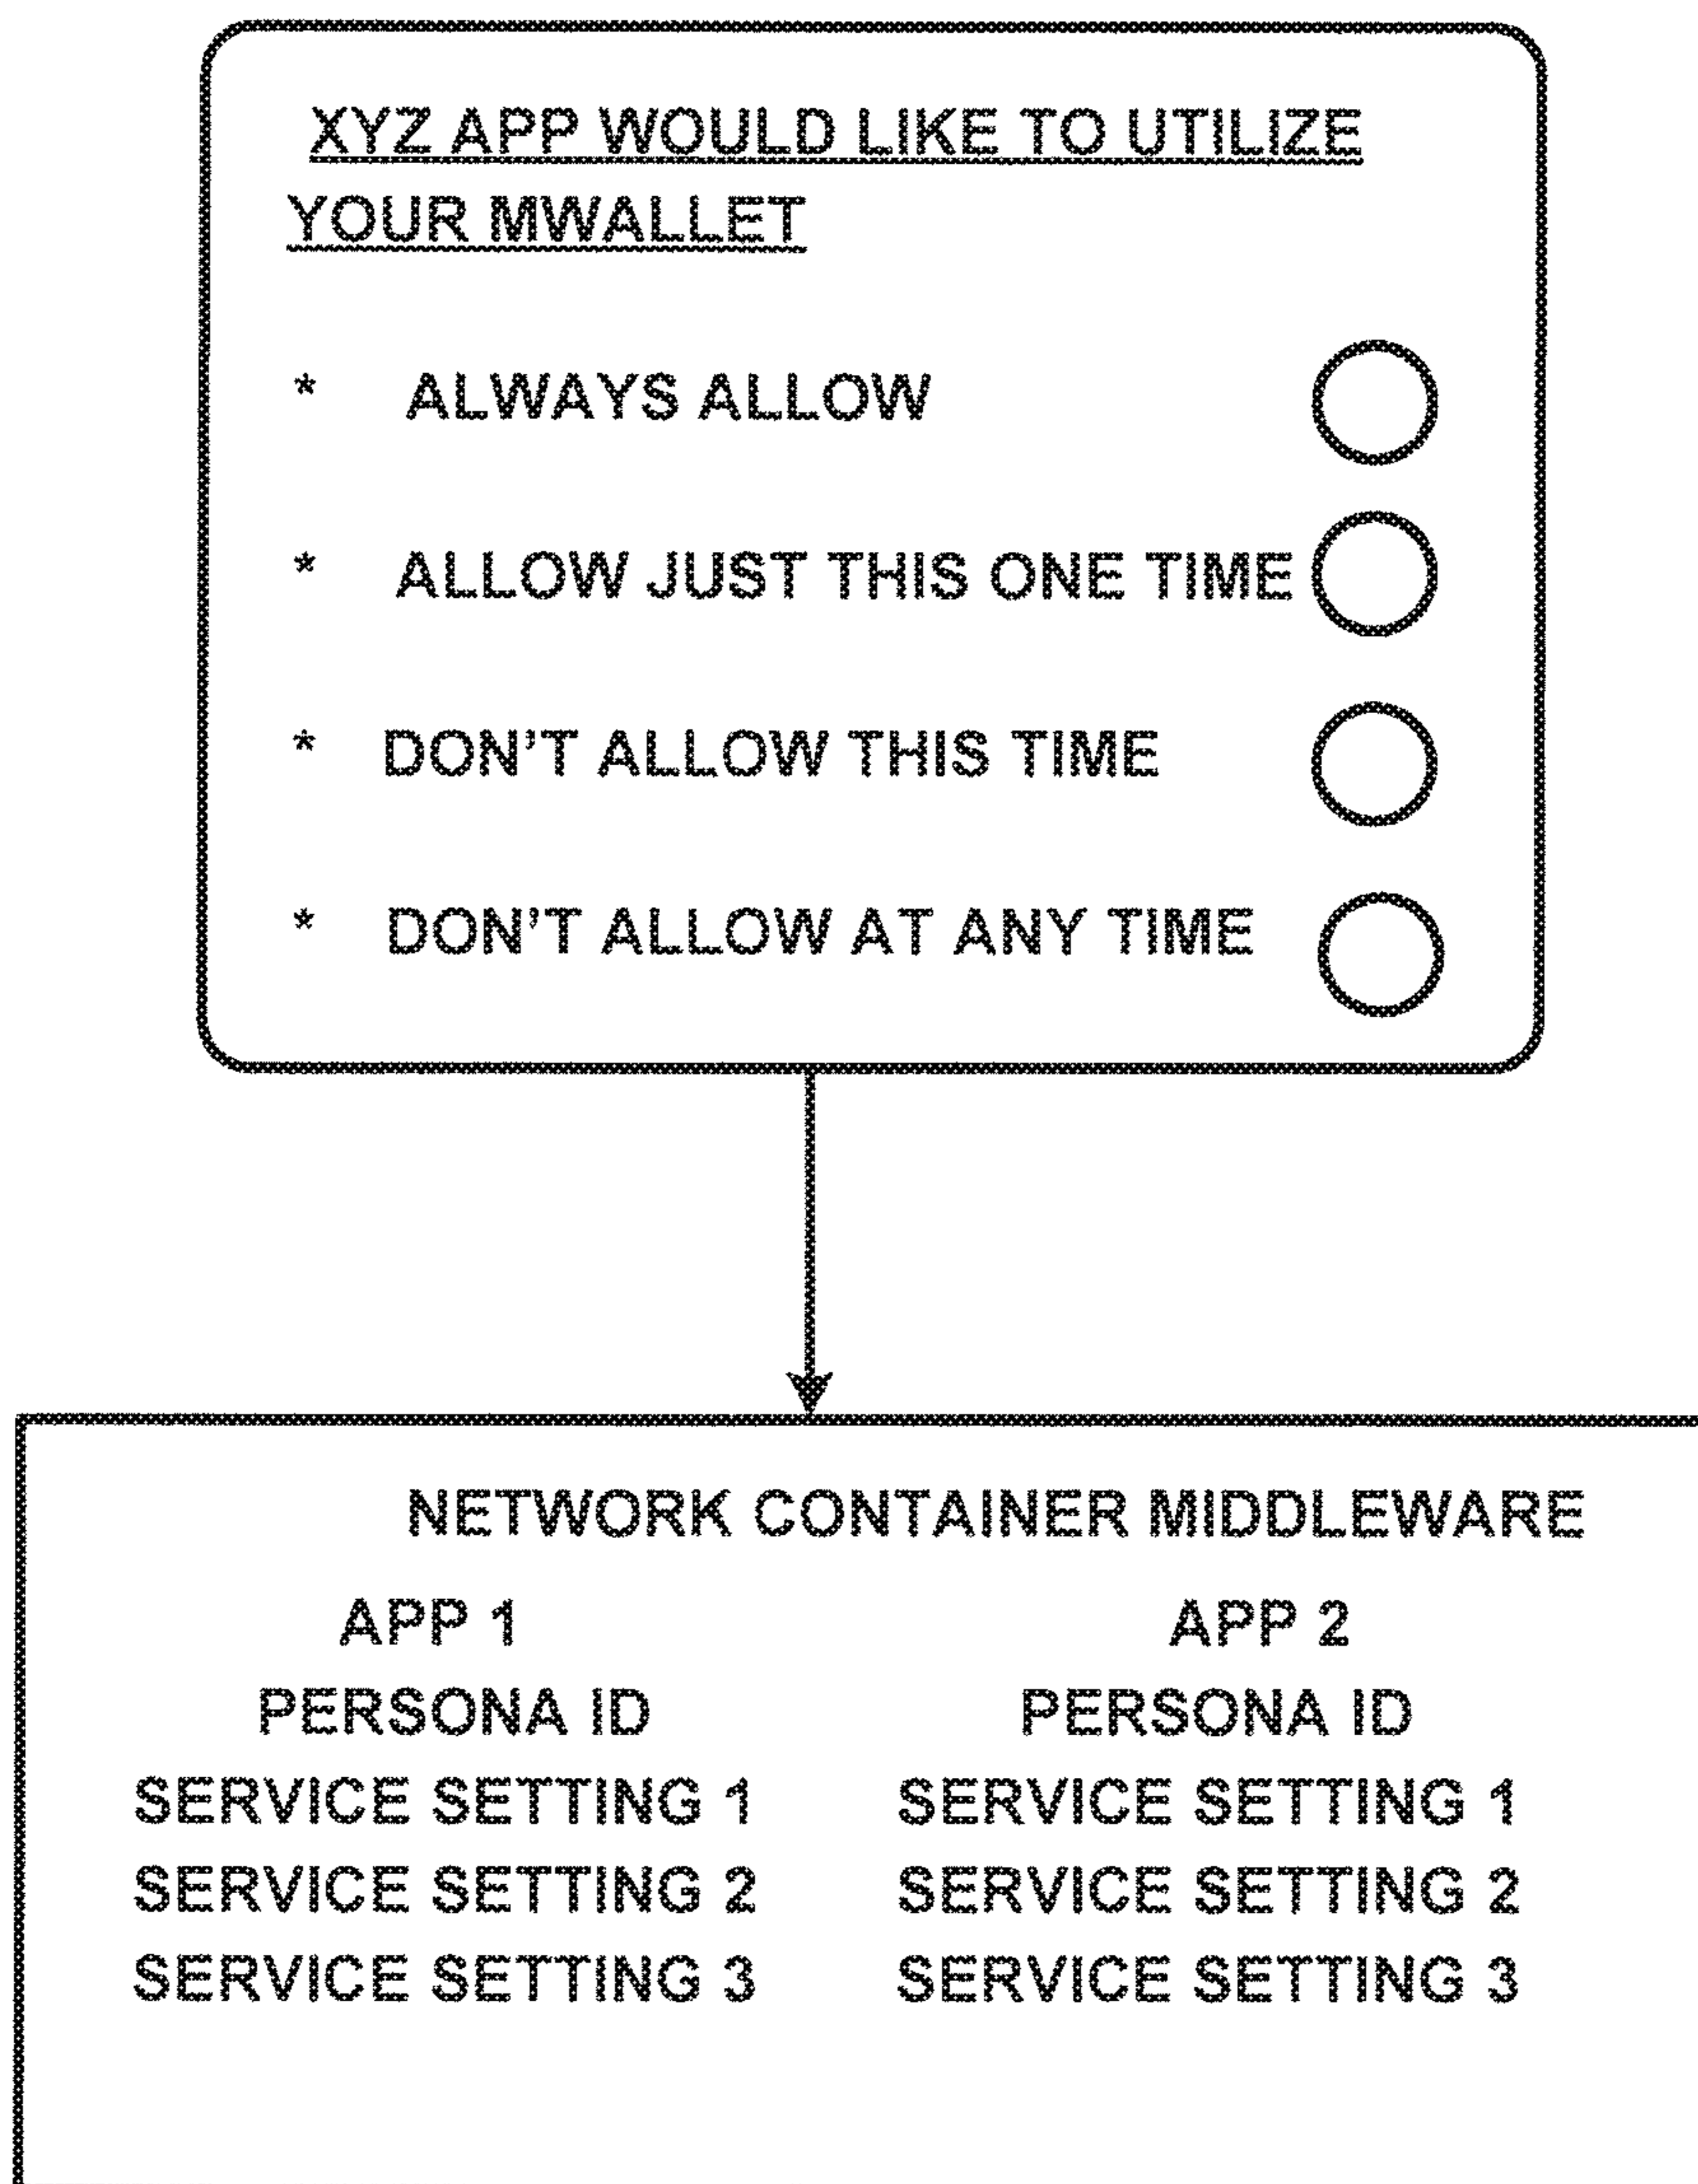 XYZ APP WOULD LIKE TO UTILIZE
YOUR MWALLET
* ALWAYS ALLOW
* ALLOW JUST THIS ONE TIME
* DON'T ALLOW THIS TIME
* DON'T ALLOW AT ANY TIME
NETWORK CONTAINER MIDDLEWARE
APP 1
PERSONA ID
SERVICE SETTING 1
SERVICE SETTING 2
SERVICE SETTING 3
APP 2
PERSONA ID
SERVICE SETTING 1
SERVICE SETTING 2
SERVICE SETTING 3